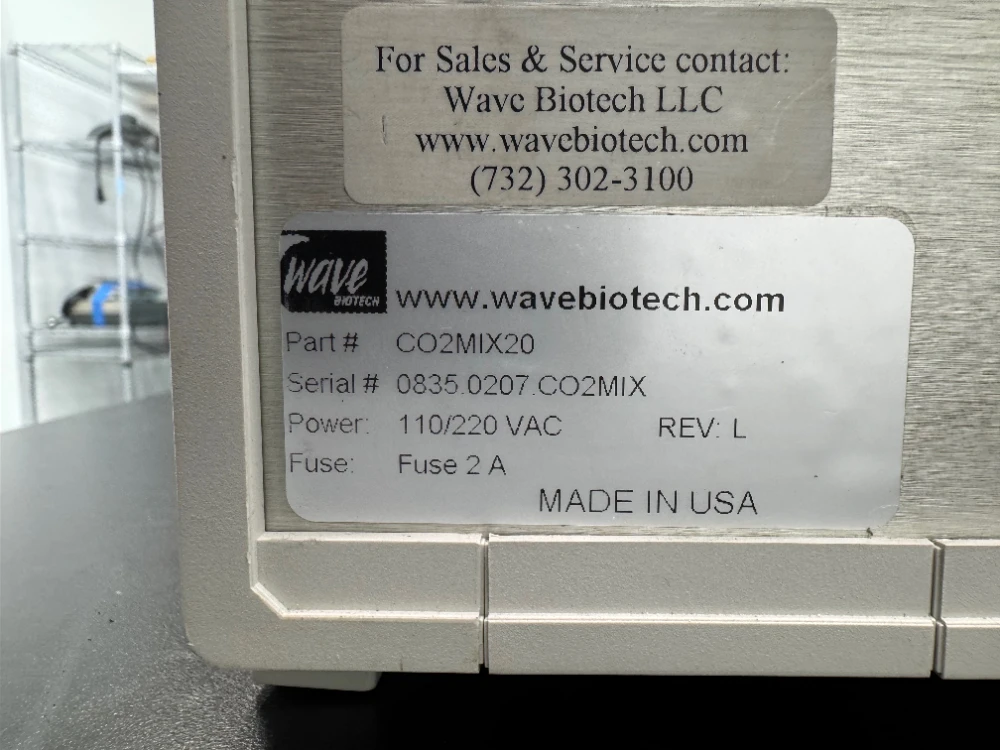 For Sales & Service contact:
Wave Biotech LLC
www.wavebiotech.com
(732) 302-3100
wave
BIOTECH
www.wavebiotech.com
Part # CO2MIX20
Serial # 0835.0207.CO2MIX
Power: 110/220 VAC REV: L
Fuse: Fuse 2 A
MADE IN USA